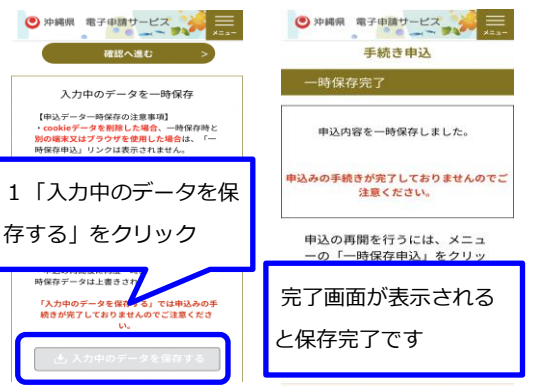 沖縄県 電子申請サービス
メニュー
確認へ進む >
入力中のデータを一時保存
【申込データ一時保存の注意事項】
・cookieデータを削除した場合、一時保存時と
別の端末又はブラウザを使用した場合は、「一
時保存申込」リンクは表示されません。
1「入力中のデータを保
存する」をクリック
時保存データは上書きされ
「入力中のデータを保存する」では申込みの手
続きが完了しておりませんのでご注意くださ
い。
入力中のデータを保存する
沖縄県 電子申請サービス
メニュー
手続き申込
一時保存完了
申込内容を一時保存しました。
申込みの手続きが完了しておりませんのでご
注意ください。
申込の再開を行うには、メニュ
ーの「一時保存申込」をクリッ
完了画面が表示される
と保存完了です